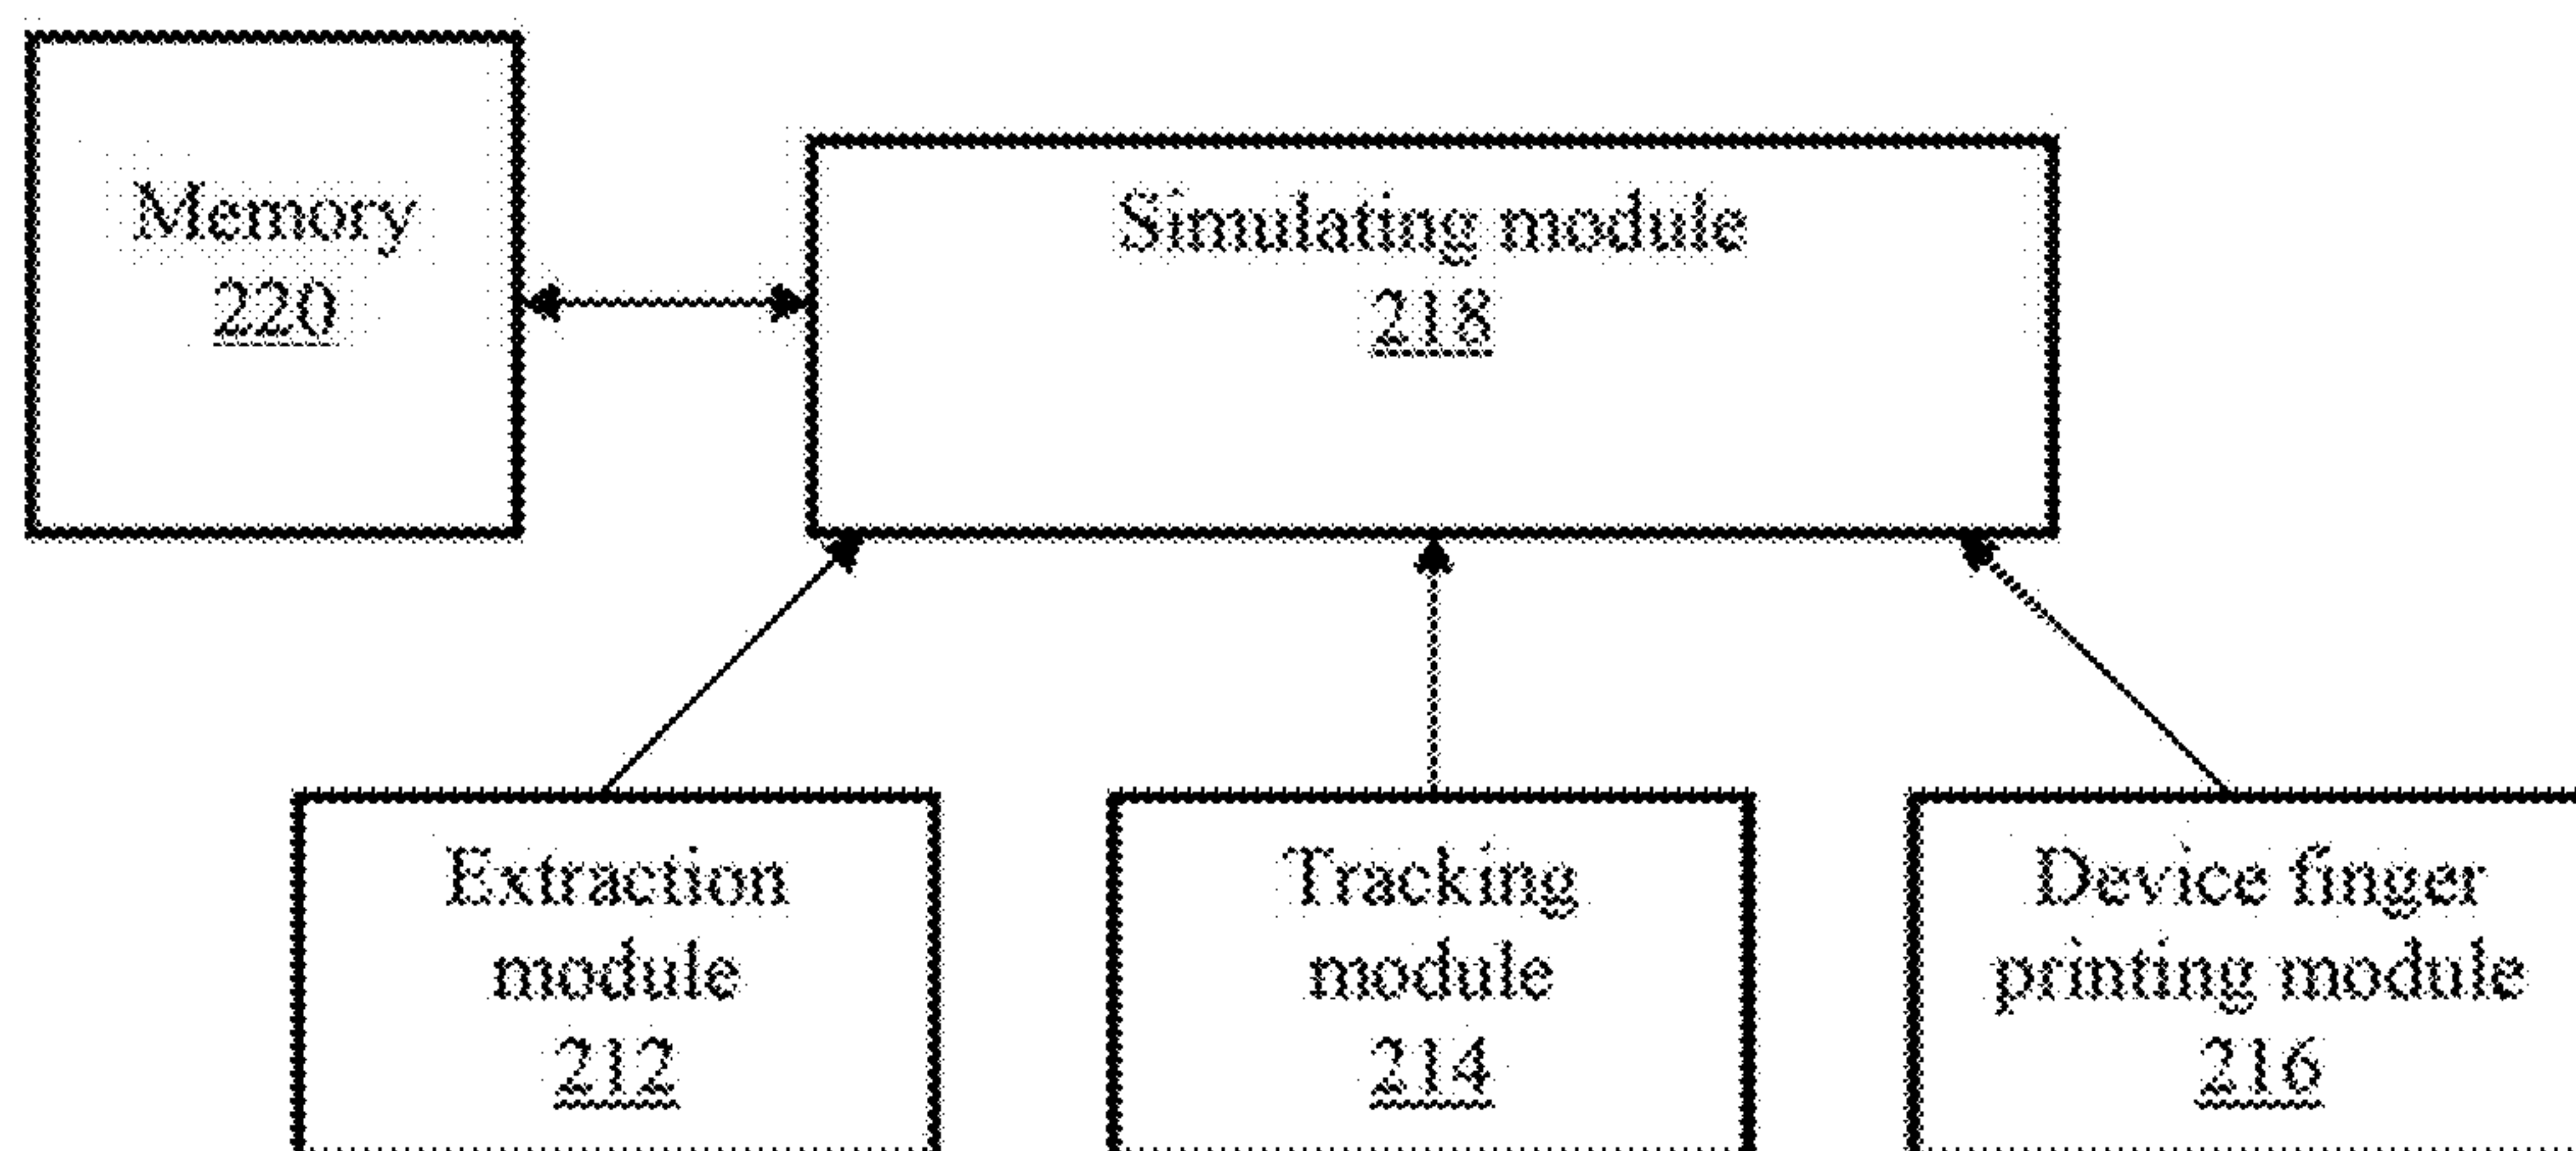 Memory
220
Simulating module
218
Extraction
module
212
Tracking
module
214
Device finger
printing module
216